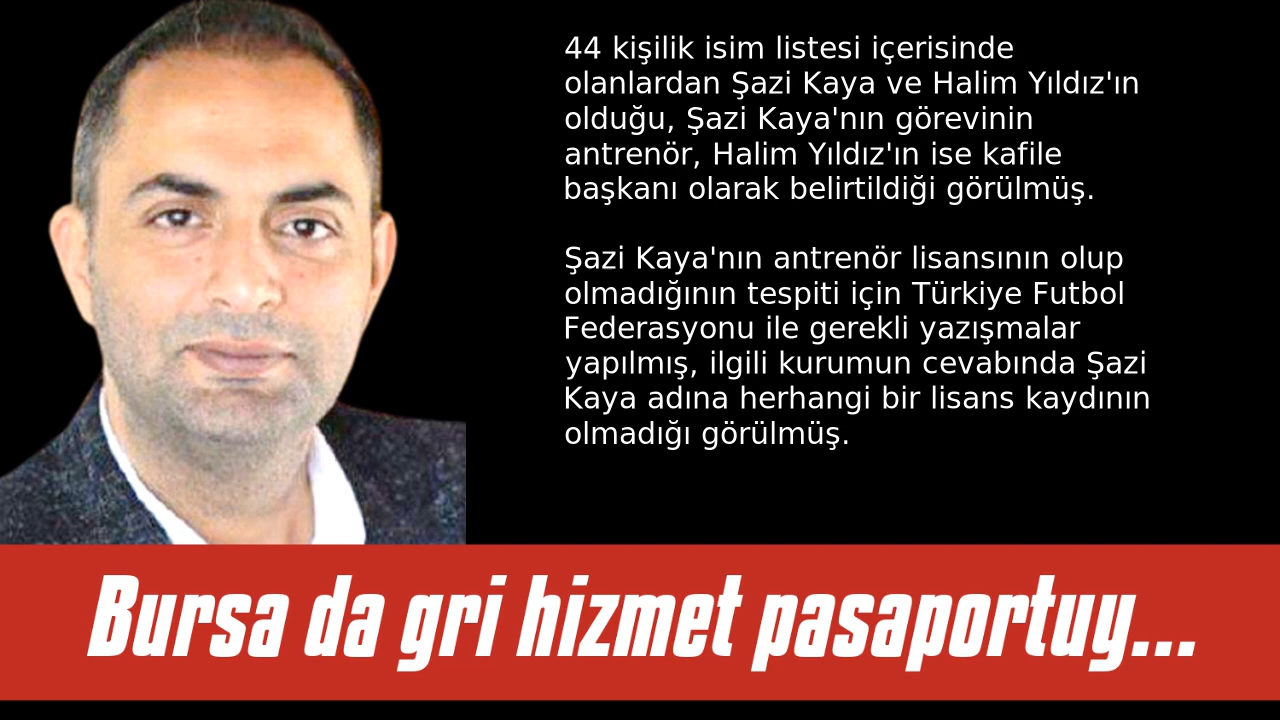 44 kişilik isim listesi içerisinde
olanlardan Şazi Kaya ve Halim Yıldız'ın
olduğu, Şazi Kaya'nın görevinin
antrenör, Halim Yıldız'ın ise kafile
başkanı olarak belirtildiği görülmüş.
Şazi Kaya'nın antrenör lisansının olup
olmadığının tespiti için Türkiye Futbol
Federasyonu ile gerekli yazışmalar
yapılmış, ilgili kurumun cevabında Şazi
Kaya adına herhangi bir lisans kaydının
olmadığı görülmüş.
Bursa da gri hizmet pasaportuy...